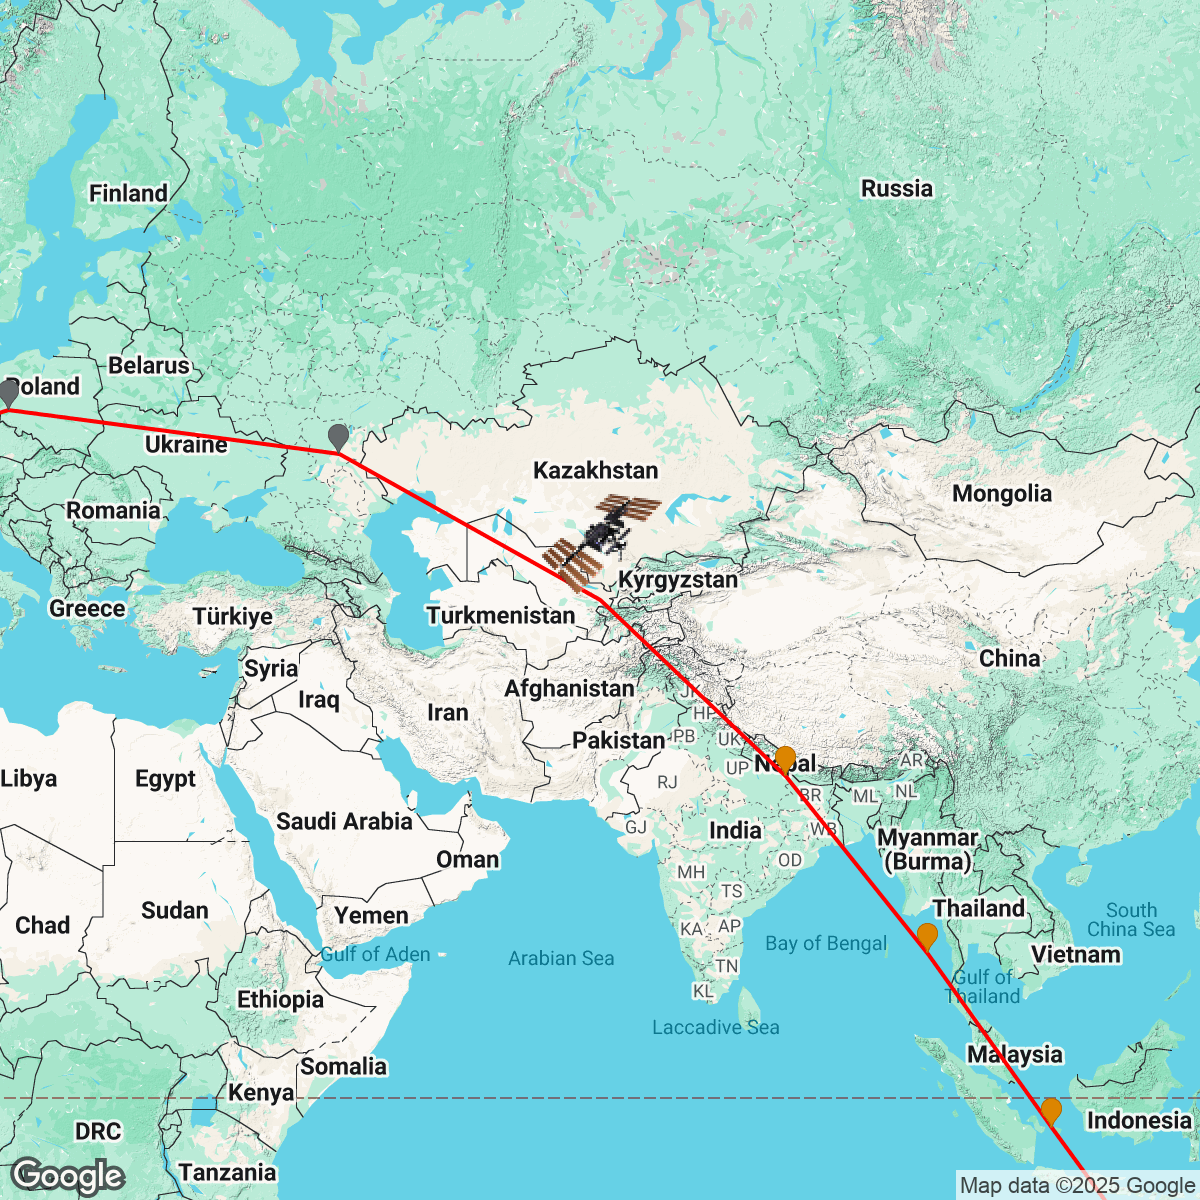 Finland
Russia
Belarus
Poland
Ukraine
Kazakhstan
Mongolia
Romania
Kyrgyzstan
Greece
Türkiye
Turkmenistan
Syria
China
Afghanistan
Iraq
JK
Iran
HP
PB
UK
Pakistan
Nepal
AR
UP
Libya
Egypt
RJ
BR
ML
NL
Saudi Arabia
GJ
India
WB
Myanmar
(Burma)
Oman
OD
MH
TS
Sudan
Yemen
Thailand
South
China Sea
Chad
KA
AP
Bay of Bengal
Gulf of Aden
Arabian Sea
Vietnam
TN
Gulf of
Thailand
KL
Ethiopia
Laccadive Sea
Malaysia
Somalia
Kenya
Indonesia
DRC
Tanzania
Google
Map data ©2025 Google